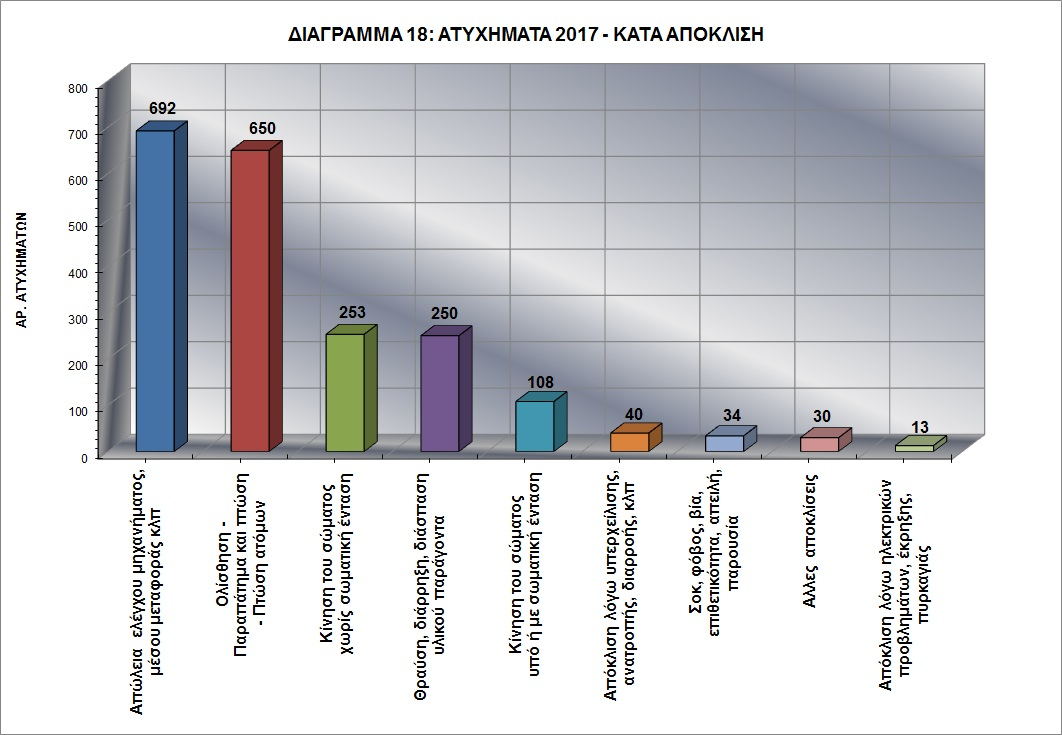 ΔΙΑΓΡΑΜΜΑ 18: ΑΤΥΧΗΜΑΤΑ 2017 - ΚΑΤΑ ΑΠΟΚΛΙΣΗ
ΑΡ. ΑΤΥΧΗΜΑΤΩΝ
800
700
600
500
400
300
200
100
0
692
650
253
250
108
40
34
30
13
Απώλεια ελέγχου μηχανήματος,
μέσου μεταφοράς κλπ
Ολίσθηση -
Παραπάτημα και πτώση
- Πτώση ατόμων
Κίνηση του σώματος
χωρίς σωματική ένταση
Θραύση, διάρρηξη, διάσπαση
υλικού παράγοντα
Κίνηση του σώματος
υπό ή με σωματική ένταση
Απόκλιση λόγω υπερχείλισης,
ανατροπής, διαρροής, κλπ
Σοκ, φόβος, βία,
επιθετικότητα, απειλή,
παρουσία
Άλλες αποκλίσεις
Απόκλιση λόγω ηλεκτρικών
προβλημάτων, έκρηξης,
πυρκαγιάς